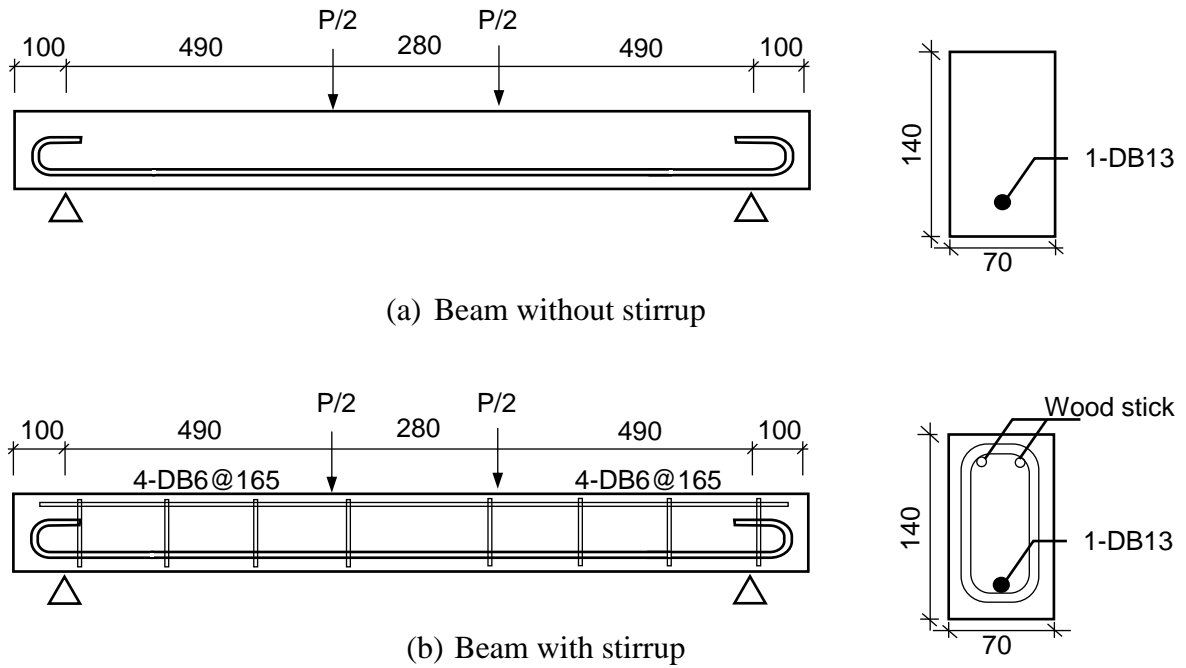 P/2 P/2
100 490 280 490 100
140
1-DB13
70
(a) Beam without stirrup
P/2 P/2
100 490 280 490 100
4-DB6@165 4-DB6@165
Wood stick
140
1-DB13
70
(b) Beam with stirrup